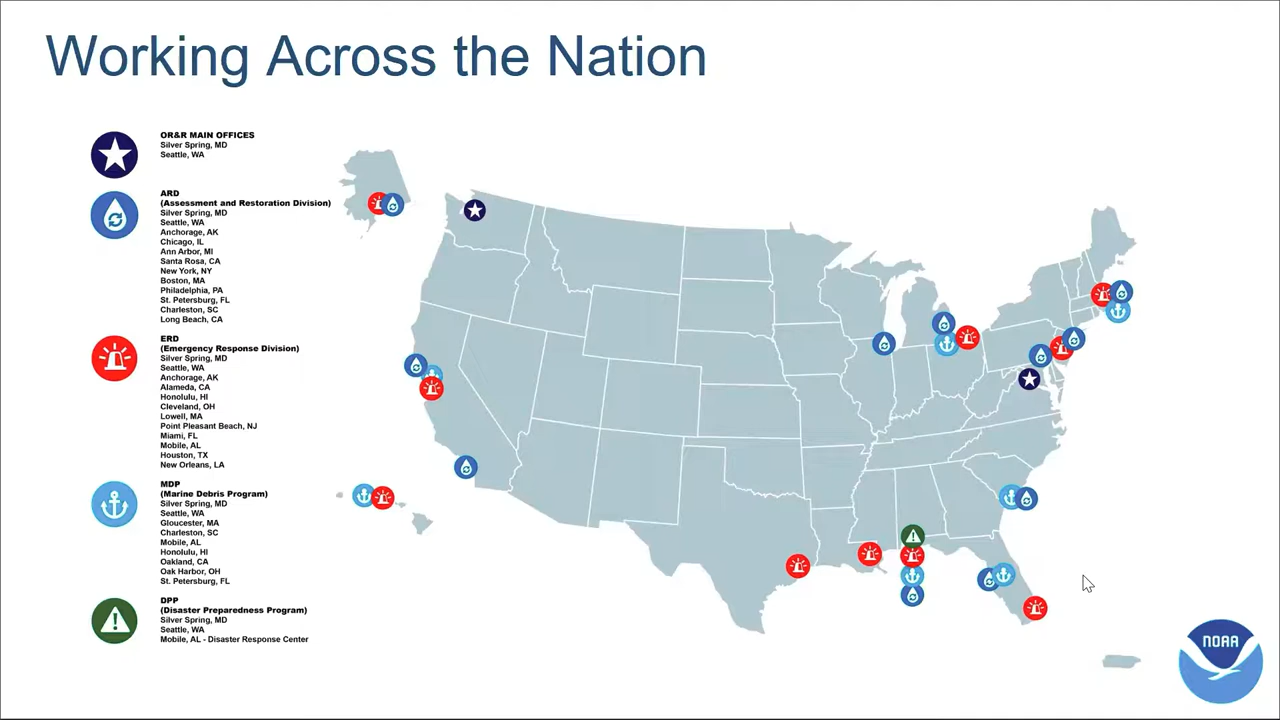 Working Across the Nation
OR&R MAIN OFFICES
Silver Spring, MD
Seattle, WA
ARD
(Assessment and Restoration Division)
Silver Spring, MD
Seattle, WA
Anchorage, AK
Chicago, IL
Ann Arbor, MI
Santa Rosa, CA
New York, NY
Boston, MA
Philadelphia, PA
St. Petersburg, FL
Charleston, SC
Long Beach, CA
ERD
(Emergency Response Division)
Silver Spring, MD
Seattle, WA
Anchorage, AK
Alameda, CA
Honolulu, HI
Cleveland, OH
Lowell, MA
Point Pleasant Beach, NJ
Miami, FL
Mobile, AL
Houston, TX
New Orleans, LA
MDP
(Marine Debris Program)
Silver Spring, MD
Seattle, WA
Gloucester, MA
Charleston, SC
Mobile, AL
Honolulu, HI
Oakland, CA
Oak Harbor, OH
St. Petersburg, FL
DPP
(Disaster Preparedness Program)
Silver Spring, MD
Seattle, WA
Mobile, AL - Disaster Response Center
NOAA